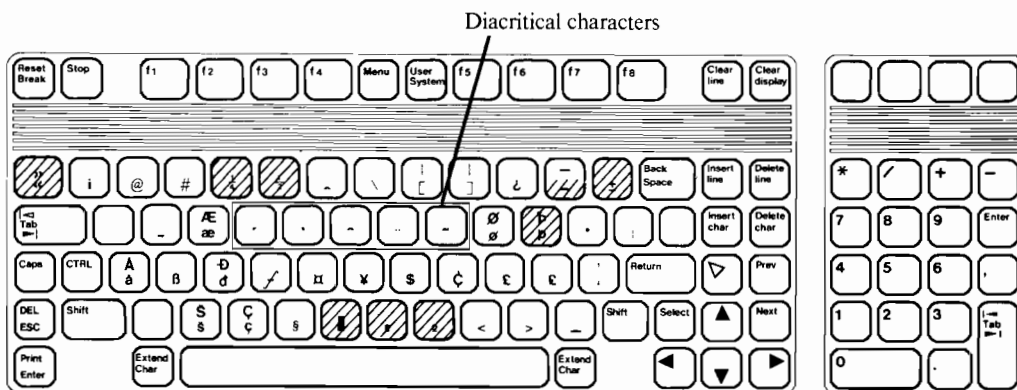 Diacritical characters
Reset Break Stop f1 f2 f3 f4 Menu User System f5 f6 f7 f8 Clear line Clear display
» « i @ # ^ \ [ ] ¿ Back Space Insert line Delete line * / + −
Tab Æ æ ´ ` ^ ¨ ~ Ø ø Þ þ Insert char Delete char 7 8 9 Enter
Caps CTRL Å å ß Ð đ ƒ ¤ ¥ $ ₵ £ £ Return Prev 4 5 6 ,
DEL ESC Shift Š š Ç ç § < > _ Shift Select ▲ Next 1 2 3 Tab
Print Enter Extend Char Extend Char ◀ ▼ ▶ 0 .